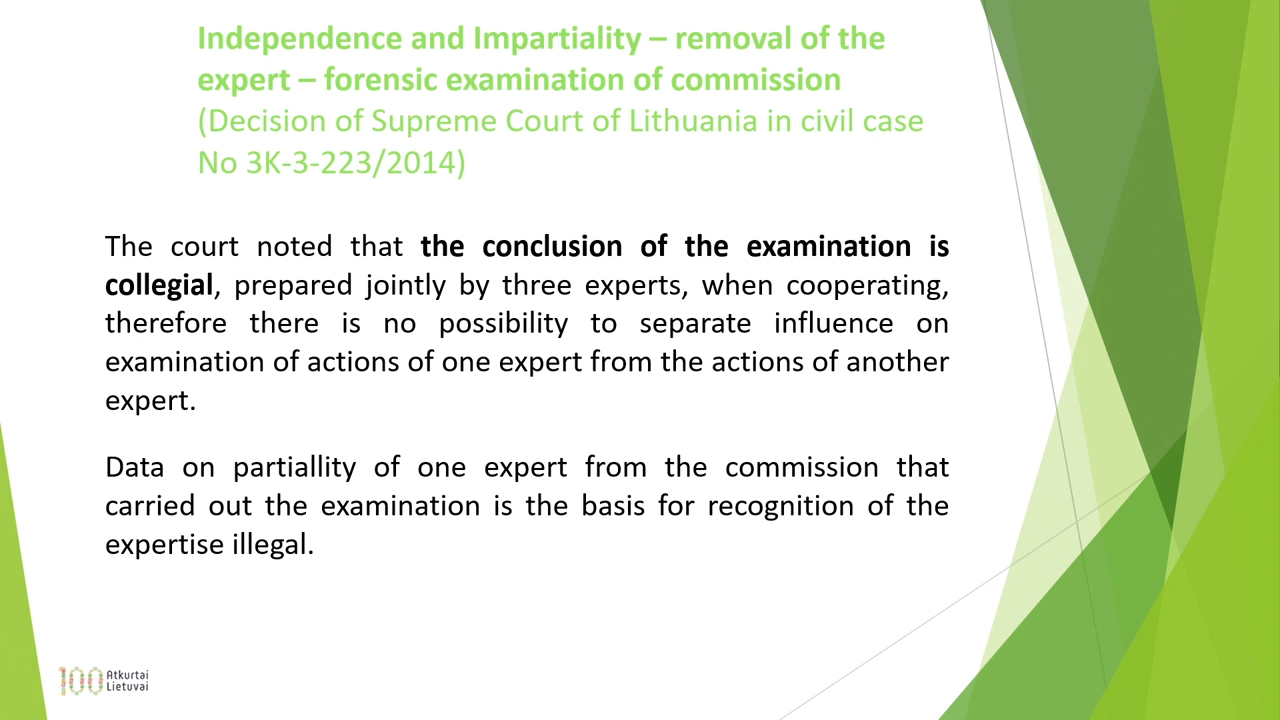 Independence and Impartiality – removal of the
expert – forensic examination of commission
(Decision of Supreme Court of Lithuania in civil case
No 3K-3-223/2014)
The court noted that the conclusion of the examination is
collegial, prepared jointly by three experts, when cooperating,
therefore there is no possibility to separate influence on
examination of actions of one expert from the actions of another
expert.
Data on partiallity of one expert from the commission that
carried out the examination is the basis for recognition of the
expertise illegal.
100 Atkurtai
Lietuvai